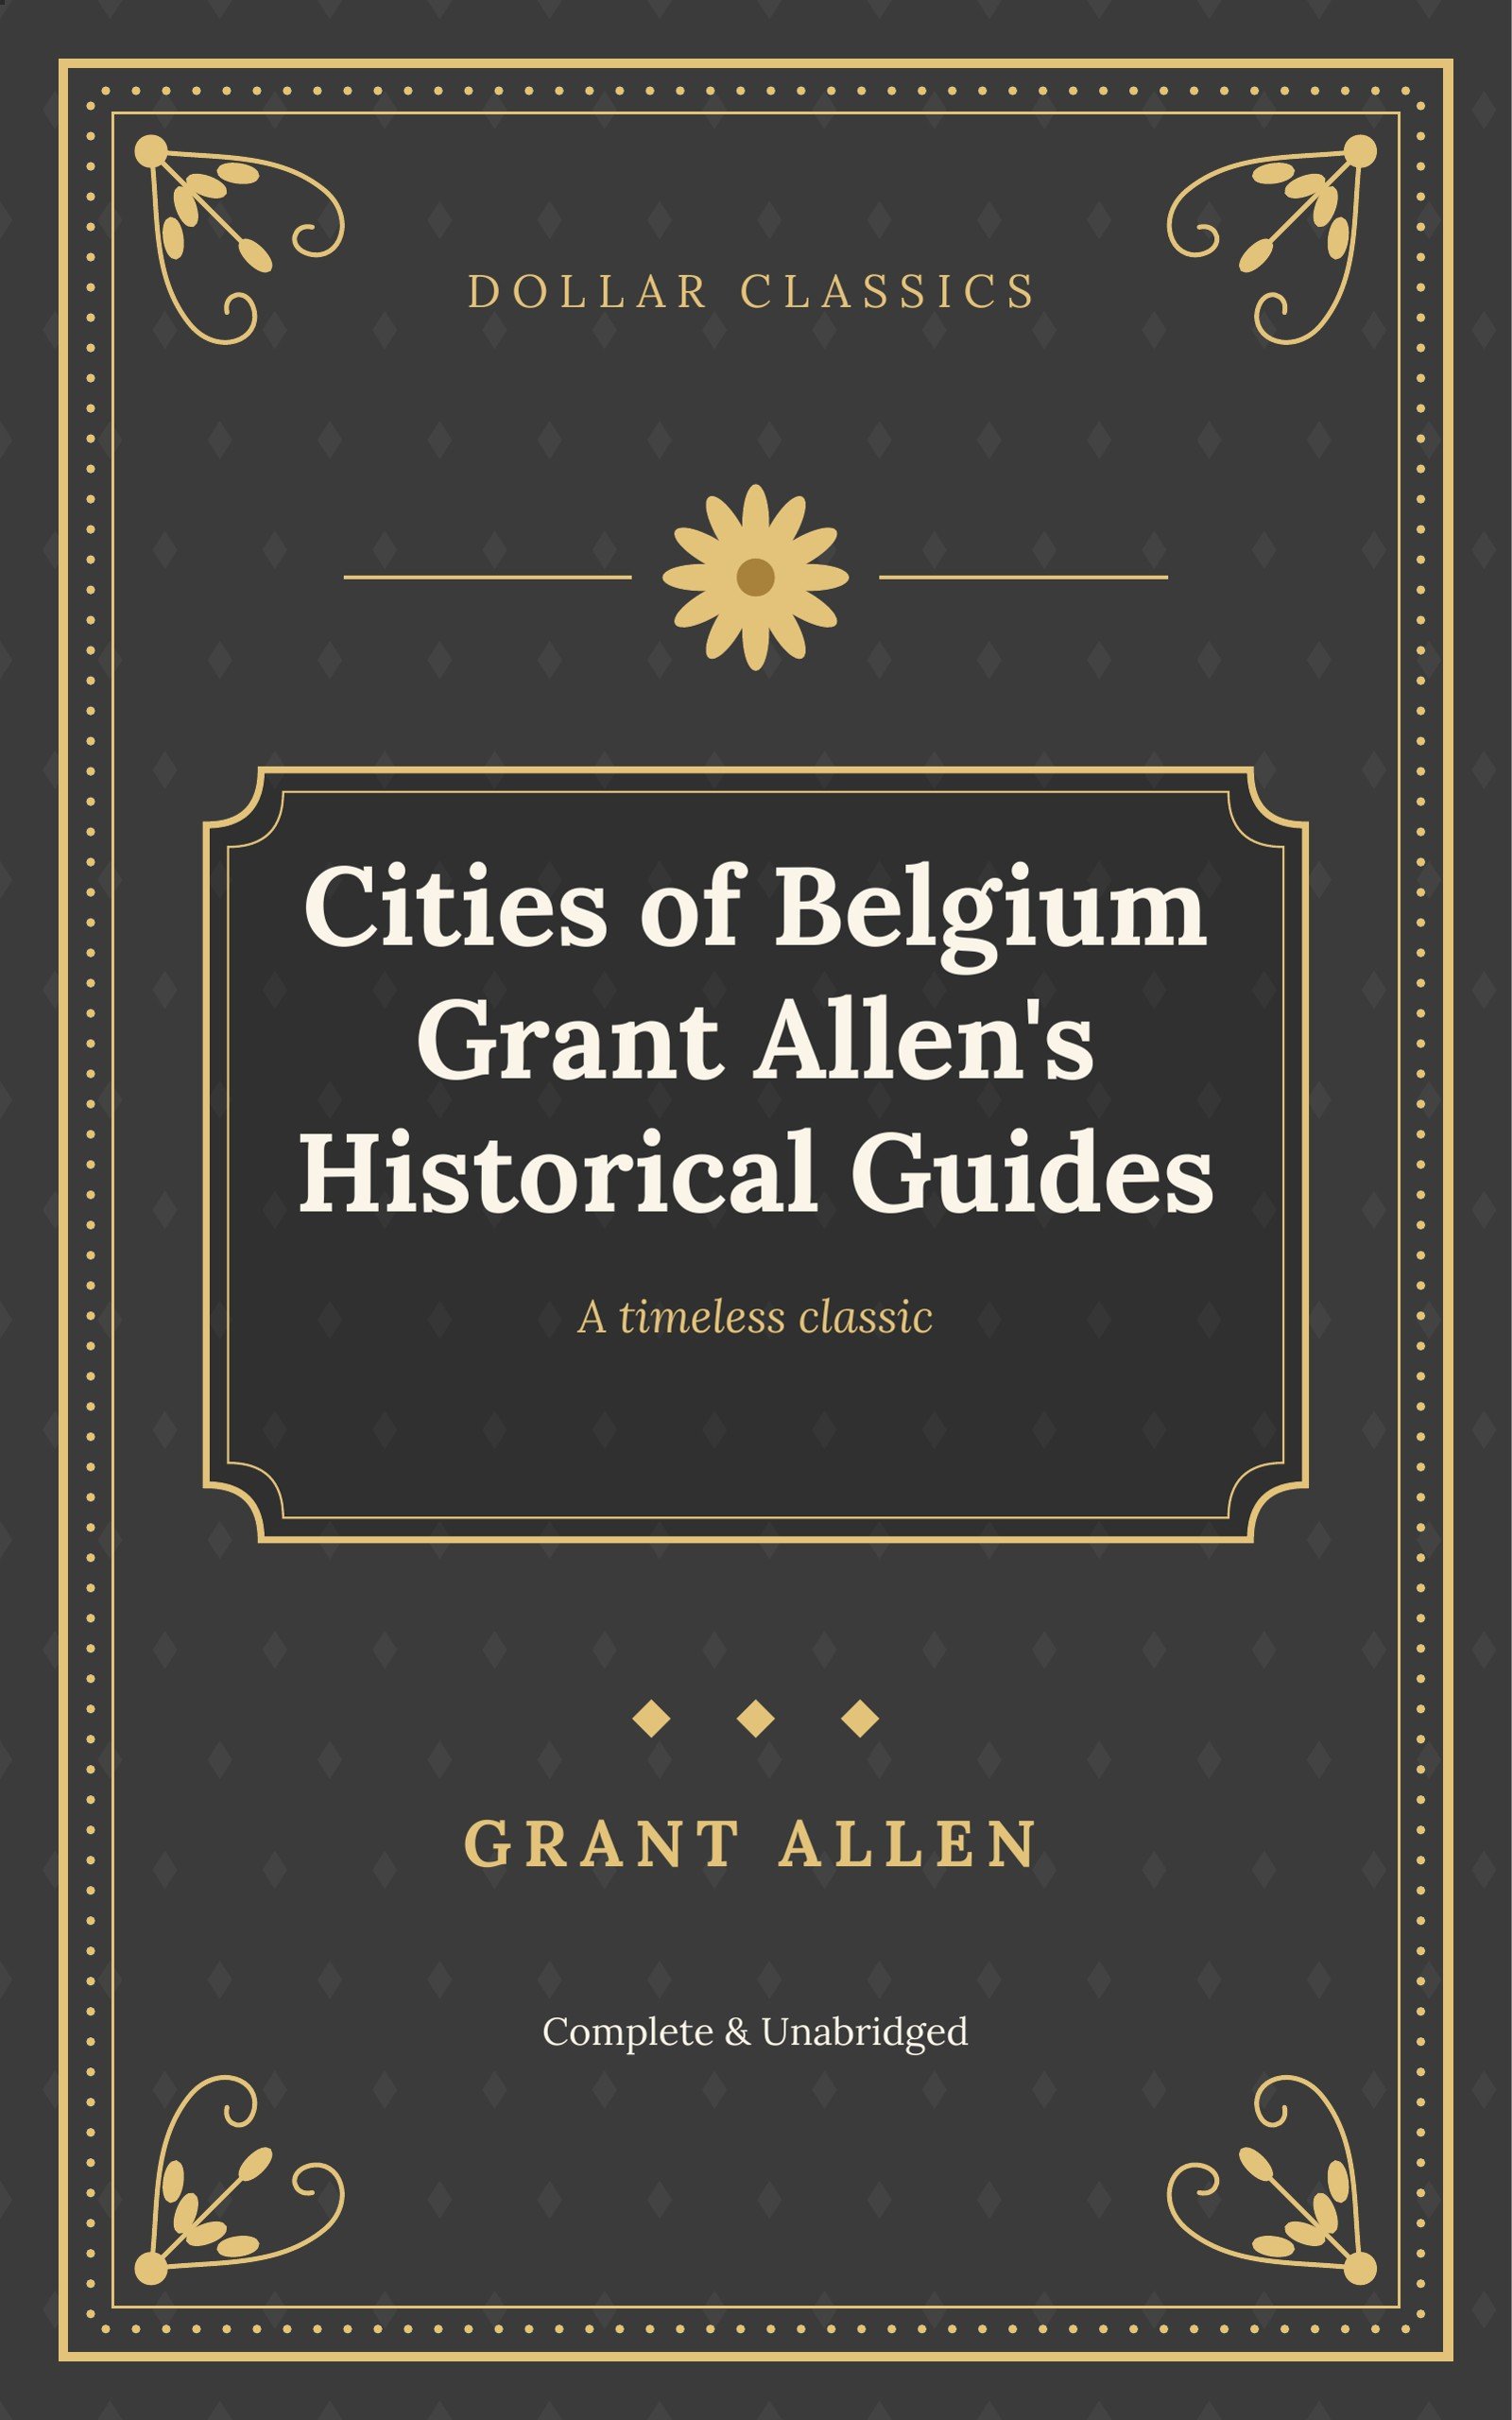 DOLLAR CLASSICS
Cities of Belgium
Grant Allen's
Historical Guides
A timeless classic
GRANT ALLEN
Complete & Unabridged